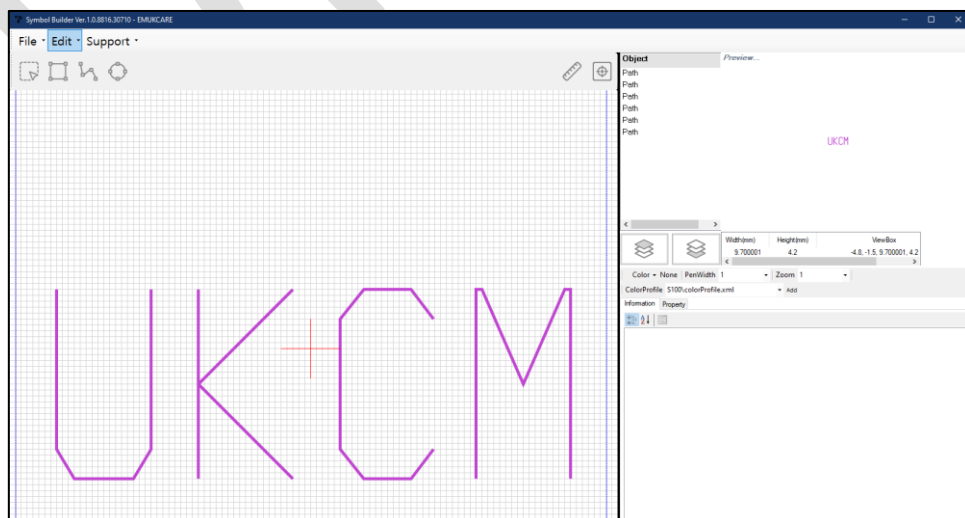 Symbol Builder Ver.1.0.8816.30710 - EMUKCARE
File Edit Support
Object
Preview...
Path
Path
Path
Path
Path
Path
UKCM
Width(mm) Height(mm) ViewBox
9.700001 4.2 -4.8, -1.5, 9.700001, 4.2
Color None PenWidth 1 Zoom 1
ColorProfile S100\colorProfile.xml Add
Information Property
UKCM